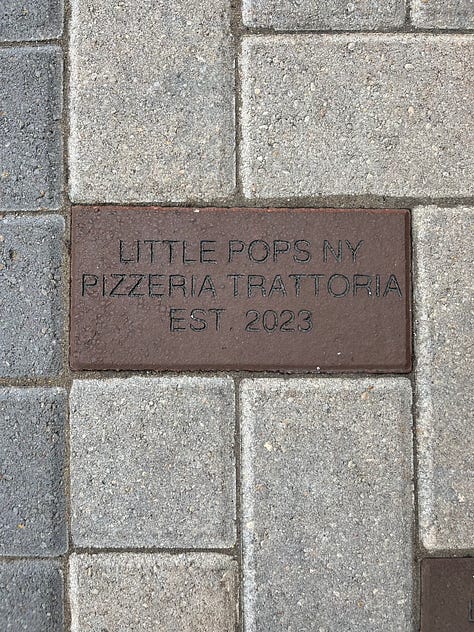 LITTLE POPS NY
PIZZERIA TRATTORIA
EST. 2023